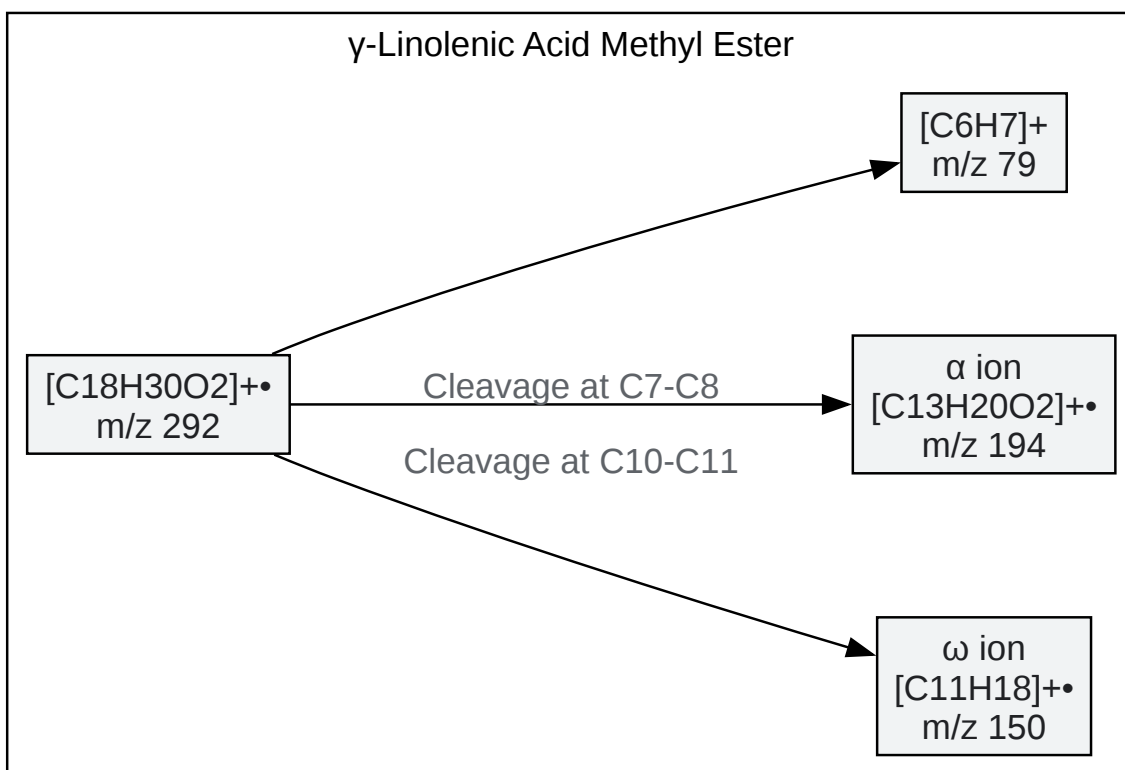 γ-Linolenic Acid Methyl Ester
[C6H7]+
m/z 79
[C18H30O2]+•
m/z 292
Cleavage at C7-C8
α ion
[C13H20O2]+•
m/z 194
Cleavage at C10-C11
ω ion
[C11H18]+•
m/z 150